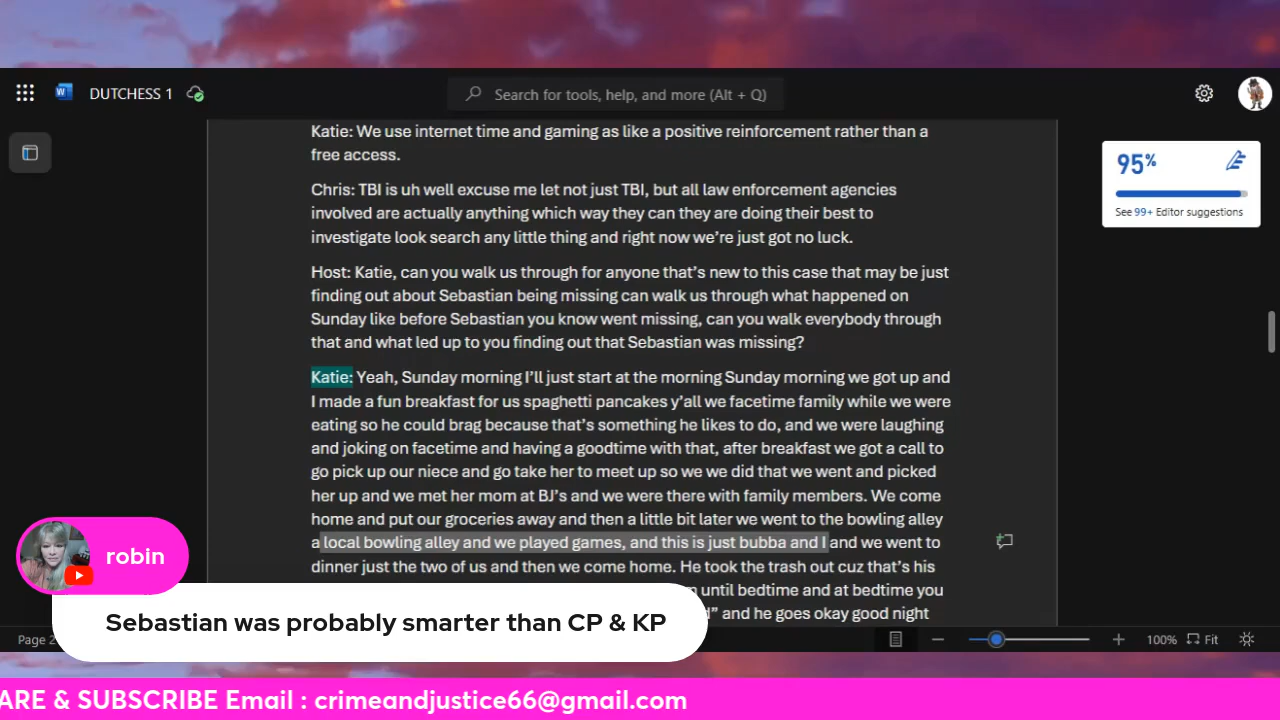 DUTCHESS 1
Search for tools, help, and more (Alt + Q)
Katie: We use internet time and gaming as like a positive reinforcement rather than a
free access.
Chris: TBI is uh well excuse me let not just TBI, but all law enforcement agencies
involved are actually anything which way they can they are doing their best to
investigate look search any little thing and right now we're just got no luck.
Host: Katie, can you walk us through for anyone that's new to this case that may be just
finding out about Sebastian being missing can walk us through what happened on
Sunday like before Sebastian you know went missing, can you walk everybody through
that and what led up to you finding out that Sebastian was missing?
Katie: Yeah, Sunday morning I'll just start at the morning Sunday morning we got up and
I made a fun breakfast for us spaghetti pancakes y'all we facetime family while we were
eating so he could brag because that's something he likes to do, and we were laughing
and joking on facetime and having a goodtime with that, after breakfast we got a call to
go pick up our niece and go take her to meet up so we we did that we went and picked
her up and we met her mom at BJ's and we were there with family members. We come
home and put our groceries away and then a little bit later we went to the bowling alley
a local bowling alley and we played games, and this is just bubba and I and we went to
dinner just the two of us and then we come home. He took the trash out cuz that's his
until bedtime and at bedtime you
and he goes okay good night
95%
See 99+ Editor suggestions
robin
Sebastian was probably smarter than CP & KP
Page 2
100%
Fit
ARE & SUBSCRIBE Email : crimeandjustice66@gmail.com